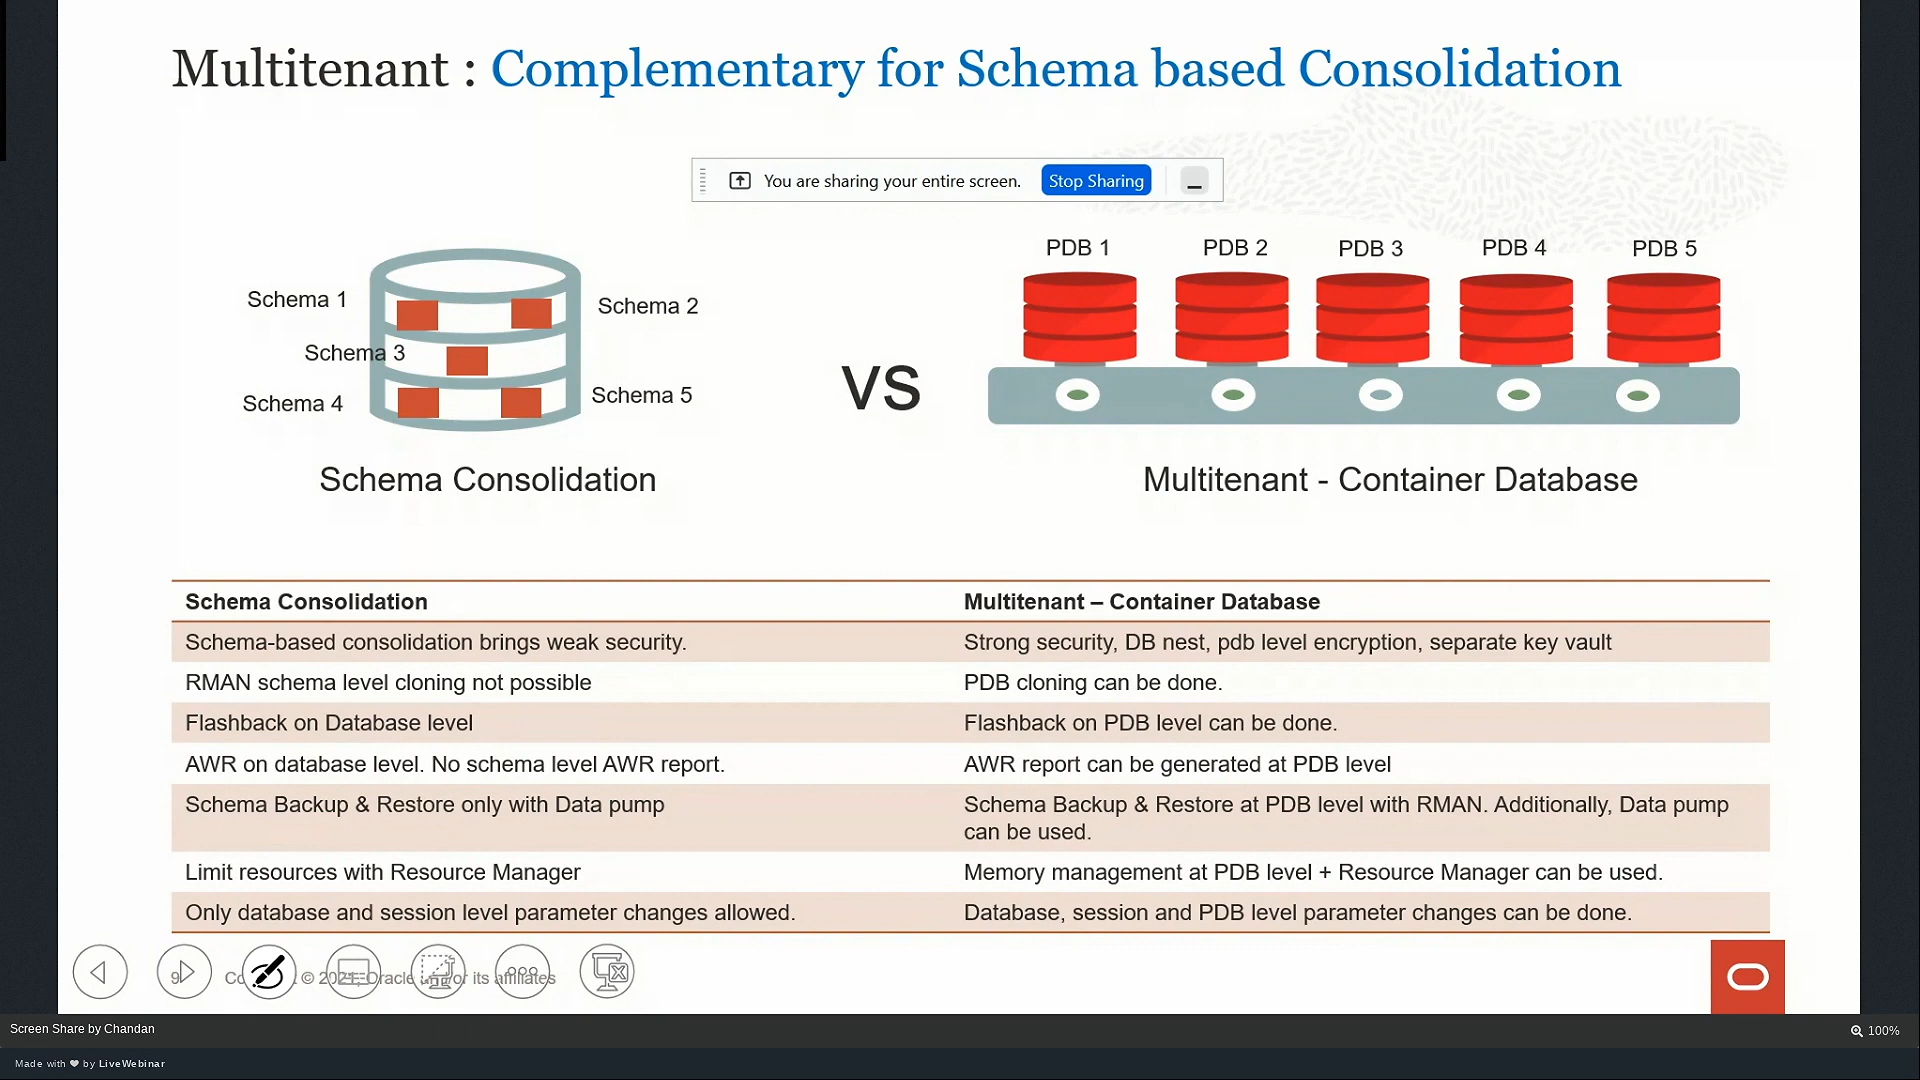 Multitenant : Complementary for Schema based Consolidation
You are sharing your entire screen. Stop Sharing
PDB 1 PDB 2 PDB 3 PDB 4 PDB 5
Schema 1
Schema 2
Schema 3
Schema 4
Schema 5
vs
Schema Consolidation
Multitenant - Container Database
Schema Consolidation Multitenant – Container Database
Schema-based consolidation brings weak security. Strong security, DB nest, pdb level encryption, separate key vault
RMAN schema level cloning not possible PDB cloning can be done.
Flashback on Database level Flashback on PDB level can be done.
AWR on database level. No schema level AWR report. AWR report can be generated at PDB level
Schema Backup & Restore only with Data pump Schema Backup & Restore at PDB level with RMAN. Additionally, Data pump
can be used.
Limit resources with Resource Manager Memory management at PDB level + Resource Manager can be used.
Only database and session level parameter changes allowed. Database, session and PDB level parameter changes can be done.
9 © 2021, Oracle its affiliates
Screen Share by Chandan
100%
Made with ❤ by LiveWebinar